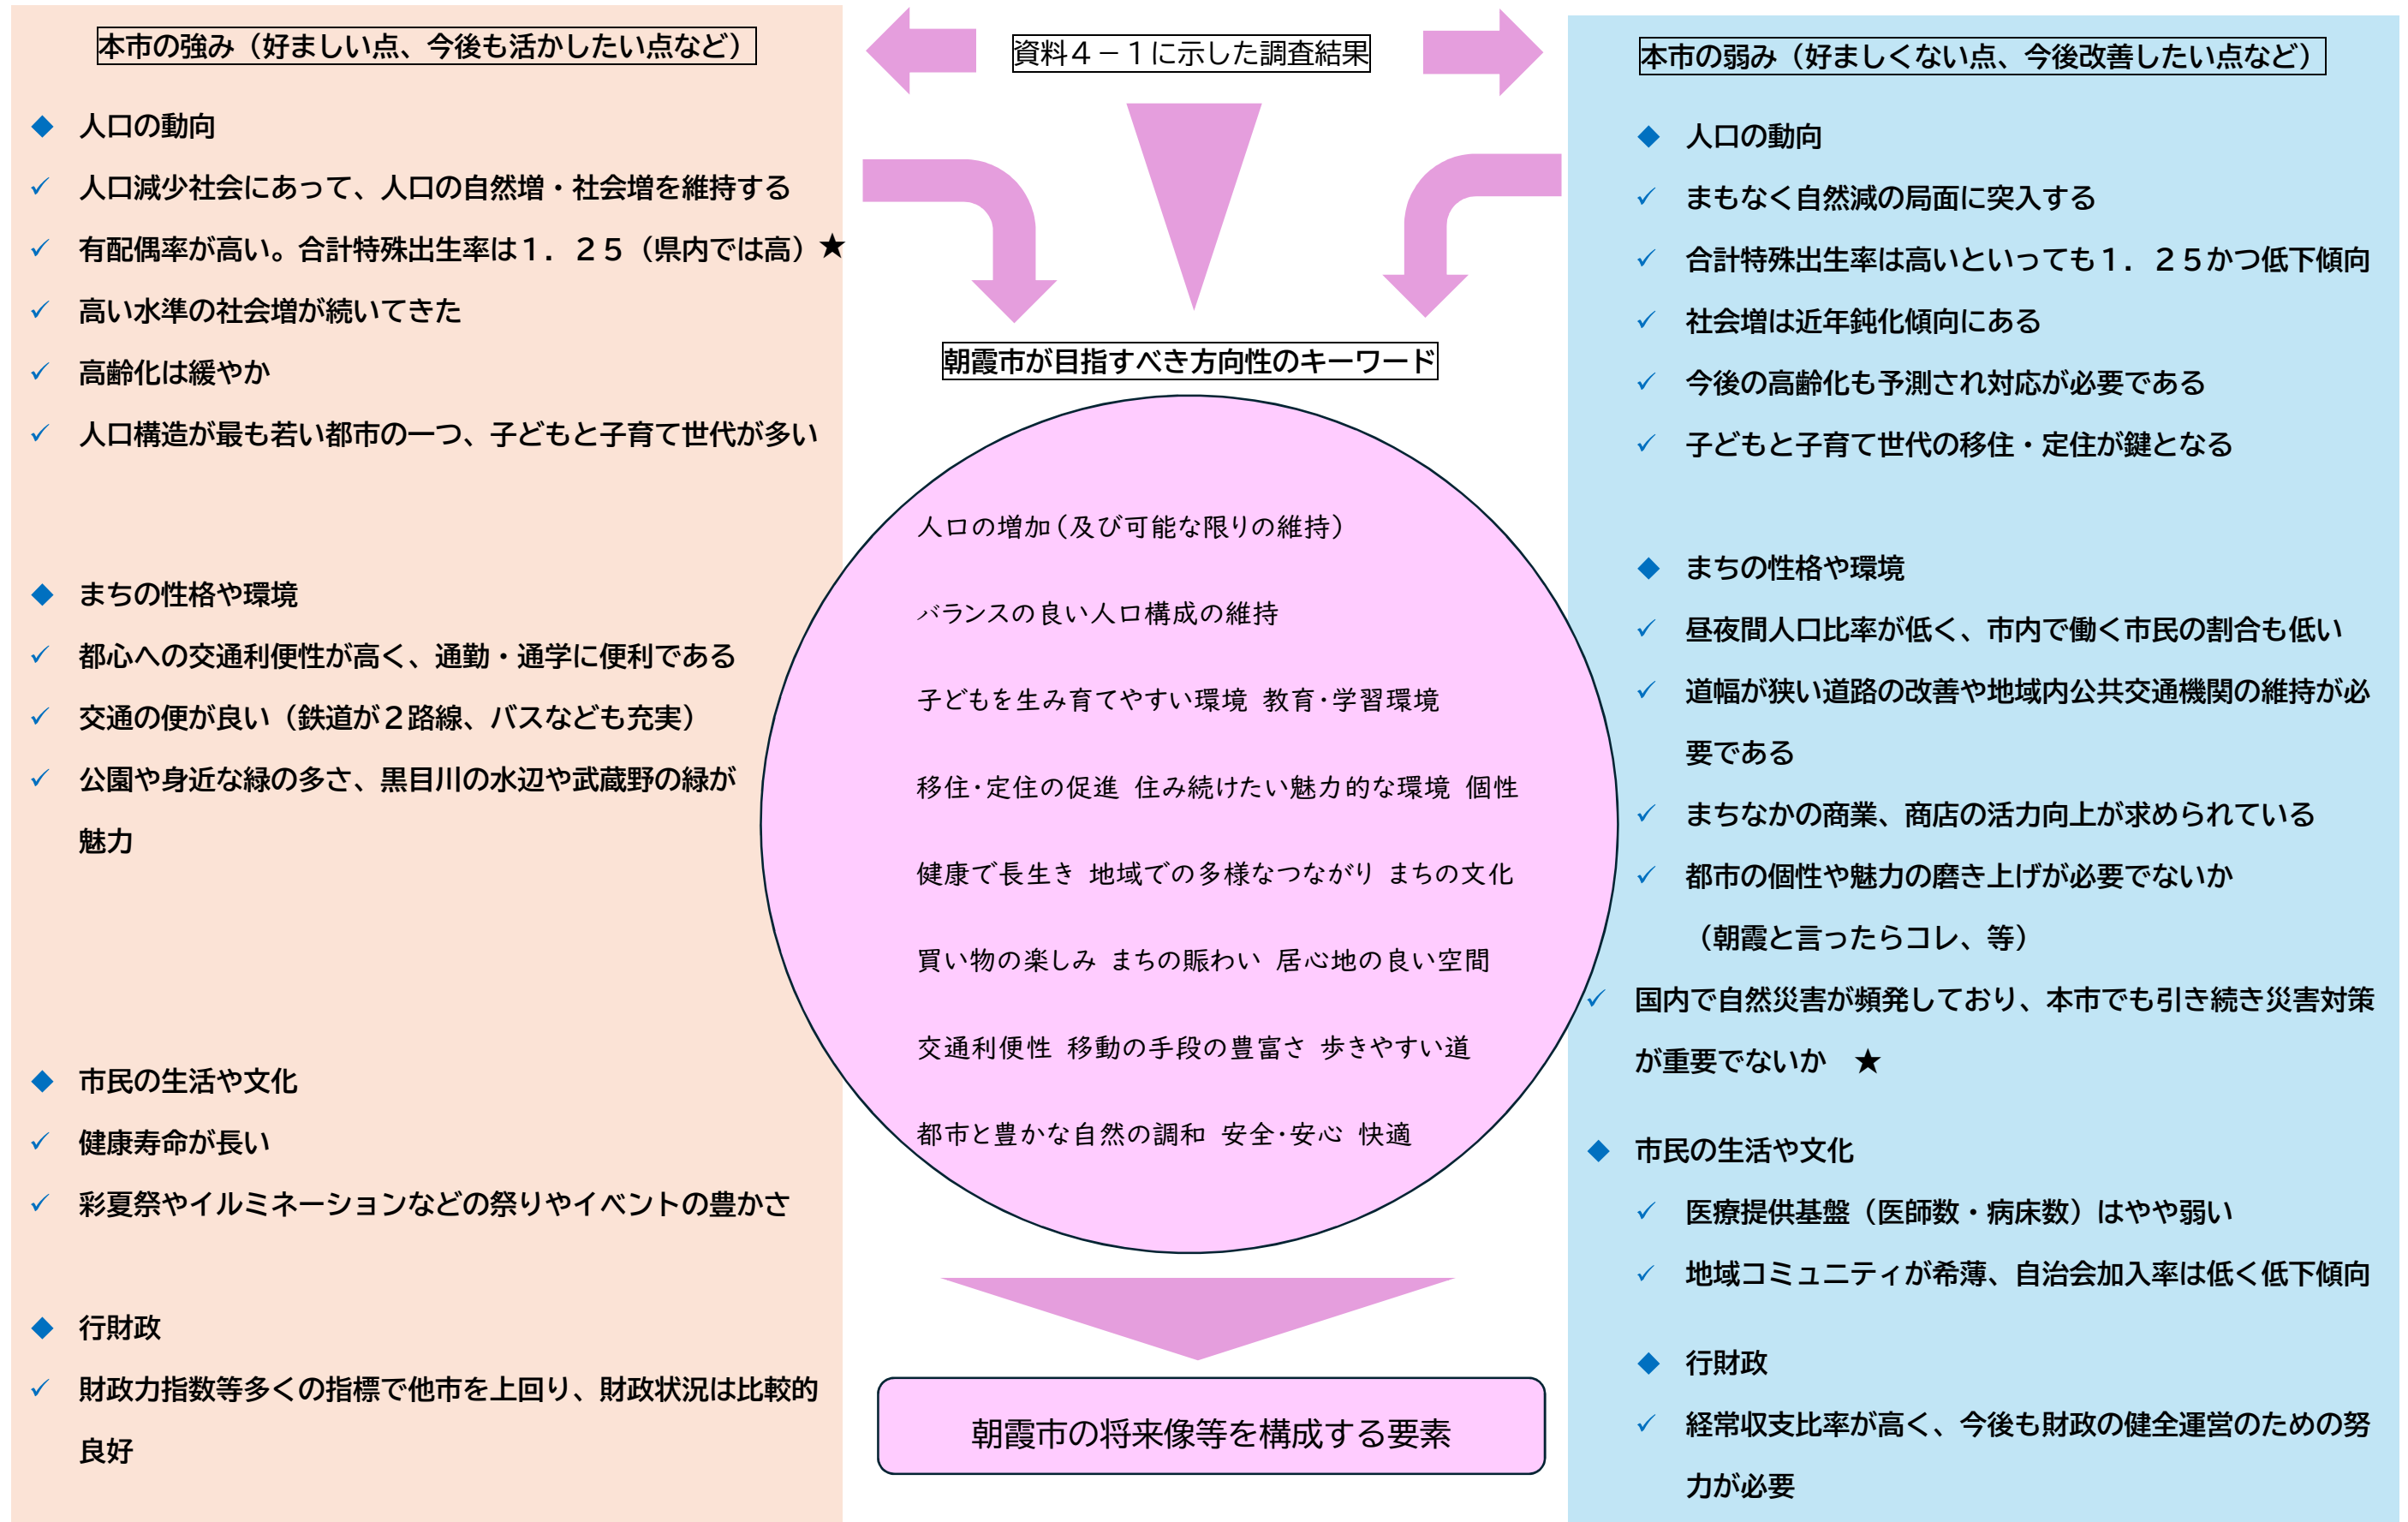 本市の強み（好ましい点、今後も活かしたい点など）
◆ 人口の動向
✓ 人口減少社会にあって、人口の自然増・社会増を維持する
✓ 有配偶率が高い。合計特殊出生率は１．２５（県内では高）★
✓ 高い水準の社会増が続いてきた
✓ 高齢化は緩やか
✓ 人口構造が最も若い都市の一つ、子どもと子育て世代が多い
◆ まちの性格や環境
✓ 都心への交通利便性が高く、通勤・通学に便利である
✓ 交通の便が良い（鉄道が２路線、バスなども充実）
✓ 公園や身近な緑の多さ、黒目川の水辺や武蔵野の緑が
魅力
◆ 市民の生活や文化
✓ 健康寿命が長い
✓ 彩夏祭やイルミネーションなどの祭りやイベントの豊かさ
◆ 行財政
✓ 財政力指数等多くの指標で他市を上回り、財政状況は比較的
良好
資料４－１に示した調査結果
朝霞市が目指すべき方向性のキーワード
人口の増加（及び可能な限りの維持）
バランスの良い人口構成の維持
子どもを生み育てやすい環境 教育・学習環境
移住・定住の促進 住み続けたい魅力的な環境 個性
健康で長生き 地域での多様なつながり まちの文化
買い物の楽しみ まちの賑わい 居心地の良い空間
交通利便性 移動の手段の豊富さ 歩きやすい道
都市と豊かな自然の調和 安全・安心 快適
朝霞市の将来像等を構成する要素
本市の弱み（好ましくない点、今後改善したい点など）
◆ 人口の動向
✓ まもなく自然減の局面に突入する
✓ 合計特殊出生率は高いといっても１．２５かつ低下傾向
✓ 社会増は近年鈍化傾向にある
✓ 今後の高齢化も予測され対応が必要である
✓ 子どもと子育て世代の移住・定住が鍵となる
◆ まちの性格や環境
✓ 昼夜間人口比率が低く、市内で働く市民の割合も低い
✓ 道幅が狭い道路の改善や地域内公共交通機関の維持が必
要である
✓ まちなかの商業、商店の活力向上が求められている
✓ 都市の個性や魅力の磨き上げが必要でないか
（朝霞と言ったらコレ、等）
✓ 国内で自然災害が頻発しており、本市でも引き続き災害対策
が重要でないか ★
◆ 市民の生活や文化
✓ 医療提供基盤（医師数・病床数）はやや弱い
✓ 地域コミュニティが希薄、自治会加入率は低く低下傾向
◆ 行財政
✓ 経常収支比率が高く、今後も財政の健全運営のための努
力が必要